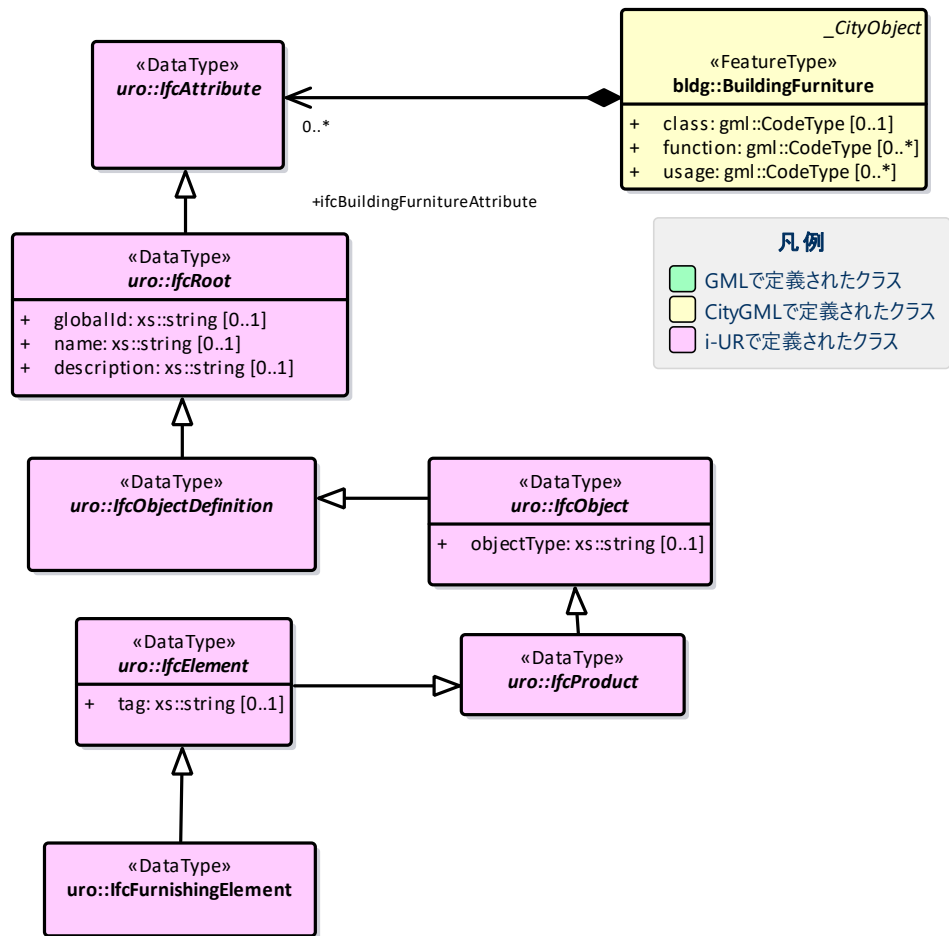 «DataType»
uro::IfcAttribute
_CityObject
«FeatureType»
bldg::BuildingFurniture
+ class: gml::CodeType [0..1]
+ function: gml::CodeType [0..*]
+ usage: gml::CodeType [0..*]
0..*
+ifcBuildingFurnitureAttribute
凡例
GMLで定義されたクラス
CityGMLで定義されたクラス
i-URで定義されたクラス
«DataType»
uro::IfcRoot
+ globalId: xs::string [0..1]
+ name: xs::string [0..1]
+ description: xs::string [0..1]
«DataType»
uro::IfcObjectDefinition
«DataType»
uro::IfcObject
+ objectType: xs::string [0..1]
«DataType»
uro::IfcElement
+ tag: xs::string [0..1]
«DataType»
uro::IfcProduct
«DataType»
uro::IfcFurnishingElement